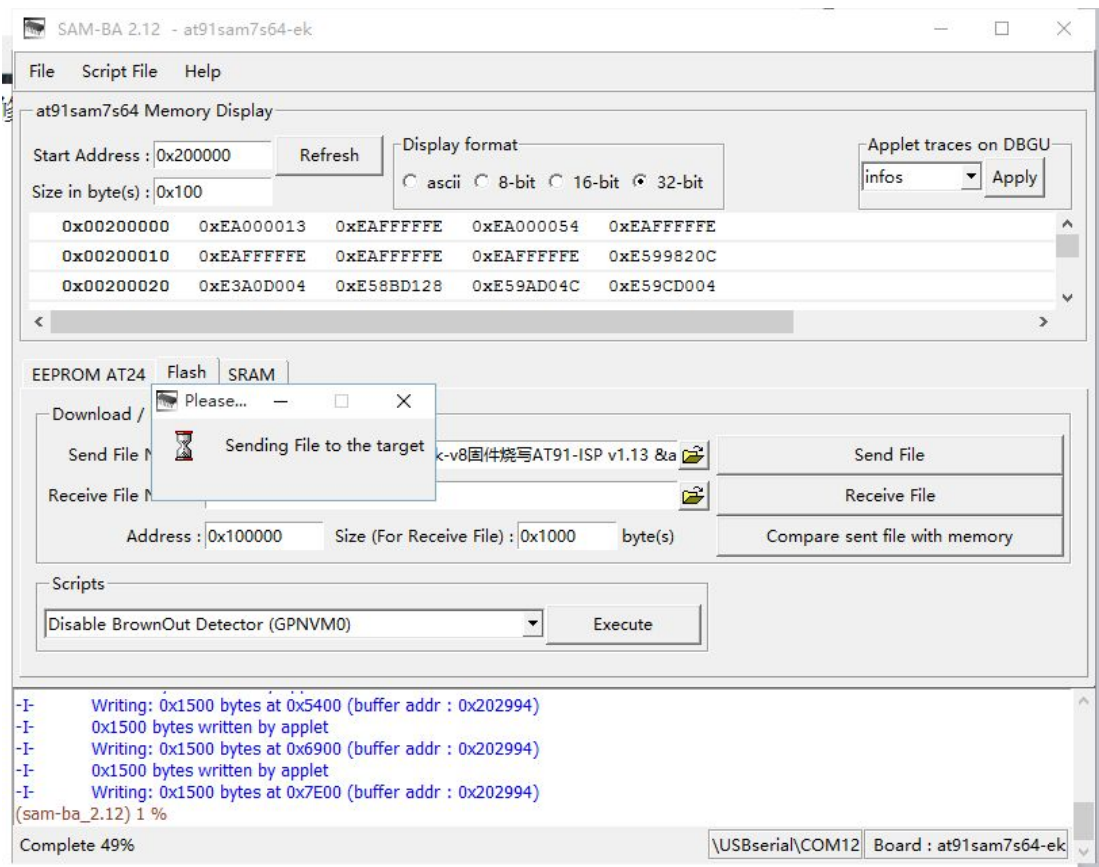 SAM-BA 2.12 - at91sam7s64-ek
File Script File Help
at91sam7s64 Memory Display
Start Address : 0x200000 Refresh Display format Applet traces on DBGU
ascii 8-bit 16-bit 32-bit infos Apply
Size in byte(s) : 0x100
0x00200000 0xEA000013 0xEAFFFFFE 0xEA000054 0xEAFFFFFE
0x00200010 0xEAFFFFFE 0xEAFFFFFE 0xEAFFFFFE 0xE599820C
0x00200020 0xE3A0D004 0xE58BD128 0xE59AD04C 0xE59CD004
EEPROM AT24 Flash SRAM
Please...
Sending File to the target
Download /
Send File N k-v8固件烧写AT91-ISP v1.13 &a Send File
Receive File N Receive File
Address : 0x100000 Size (For Receive File) : 0x1000 byte(s) Compare sent file with memory
Scripts
Disable BrownOut Detector (GPNVM0) Execute
-I- Writing: 0x1500 bytes at 0x5400 (buffer addr : 0x202994)
-I- 0x1500 bytes written by applet
-I- Writing: 0x1500 bytes at 0x6900 (buffer addr : 0x202994)
-I- 0x1500 bytes written by applet
-I- Writing: 0x1500 bytes at 0x7E00 (buffer addr : 0x202994)
(sam-ba_2.12) 1 %
Complete 49% \USBserial\COM12 Board : at91sam7s64-ek